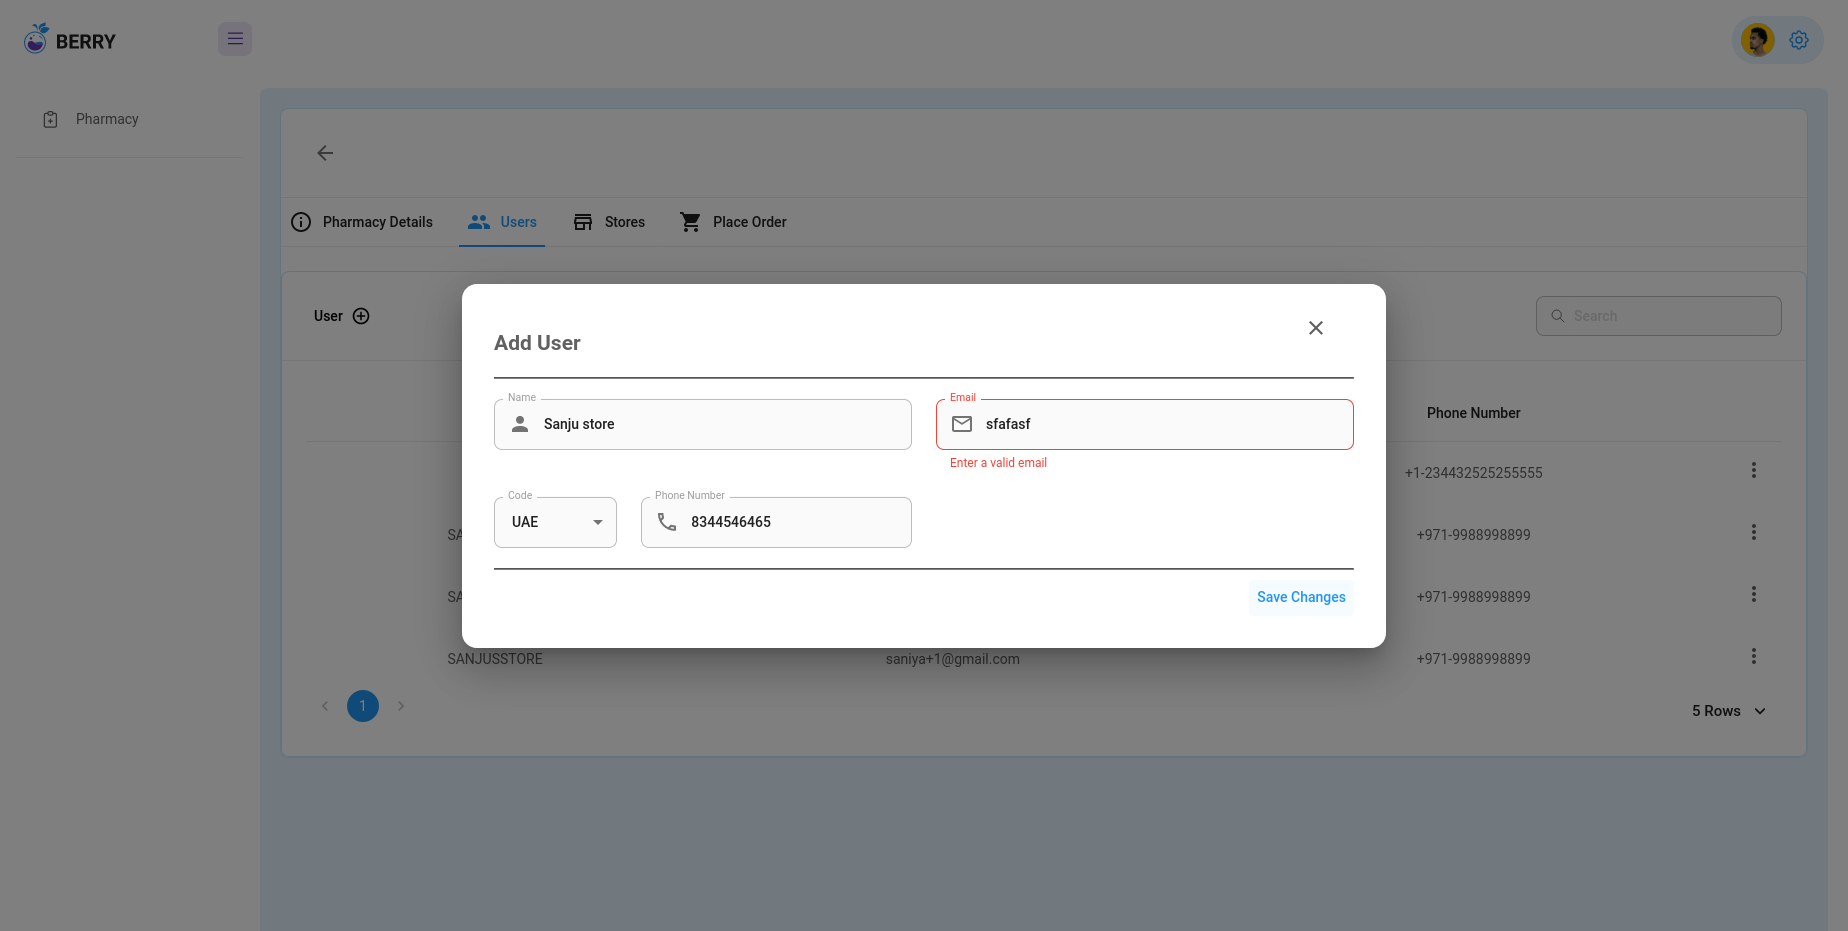 BERRY
Pharmacy
Pharmacy Details
Users
Stores
Place Order
User
Search
Add User
Name
Sanju store
Email
sfafasf
Enter a valid email
Code
UAE
Phone Number
8344546465
Save Changes
Phone Number
+1-234432525255555
SA
+971-9988998899
SA
+971-9988998899
SANJUSSTORE
saniya+1@gmail.com
+971-9988998899
1
5 Rows